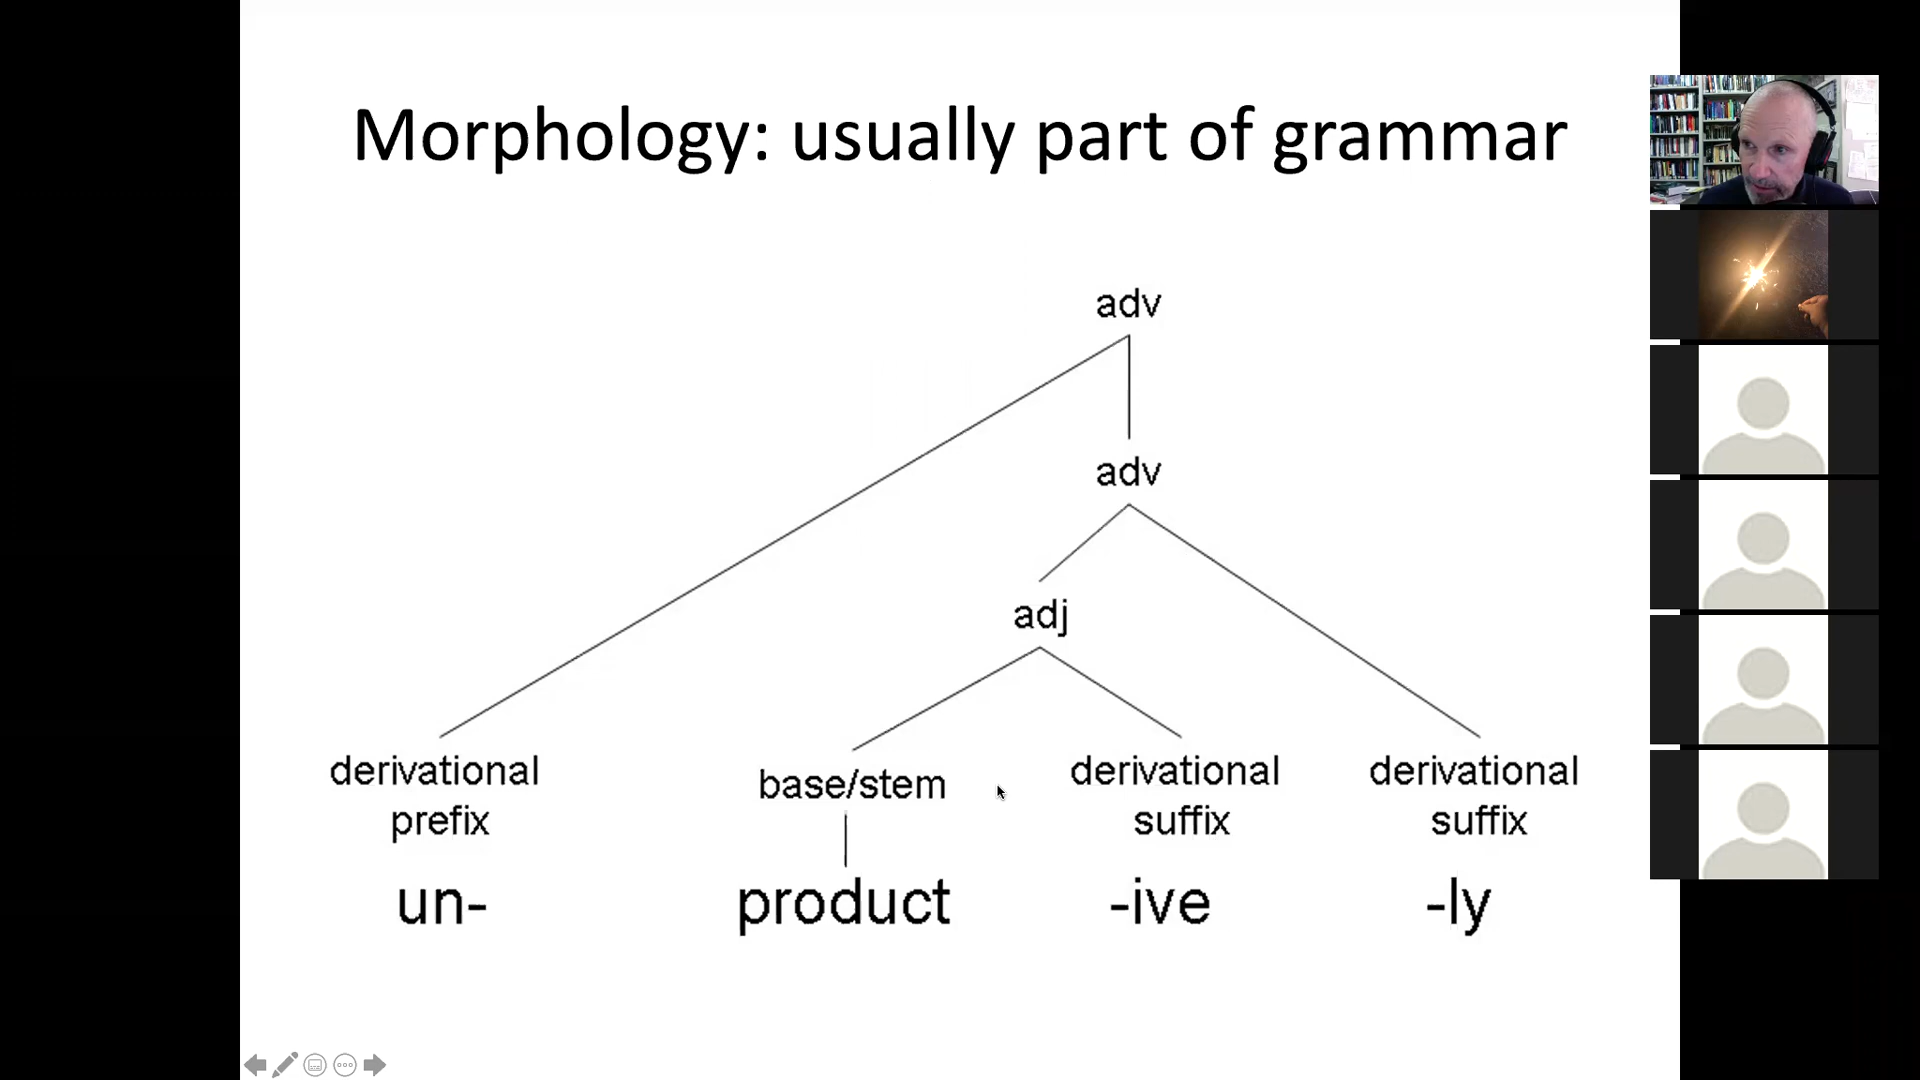 Morphology: usually part of grammar
adv
adv
adj
derivational
prefix
base/stem
derivational
suffix
derivational
suffix
un-
product
-ive
-ly